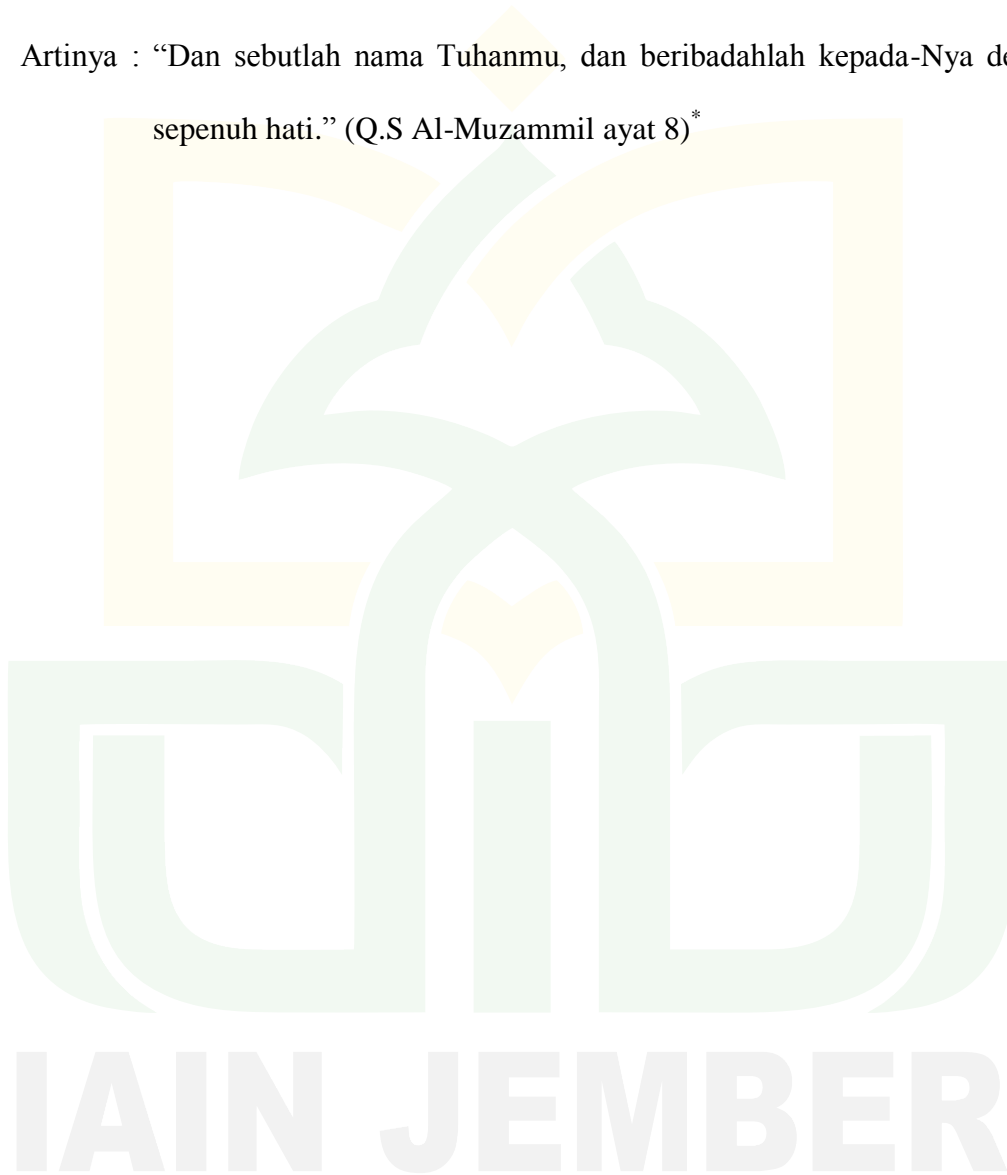 Artinya : “Dan sebutlah nama Tuhanmu, dan beribadahlah kepada-Nya
sepenuh hati.” (Q.S Al-Muzammil ayat 8)*
IAIN JEMBER